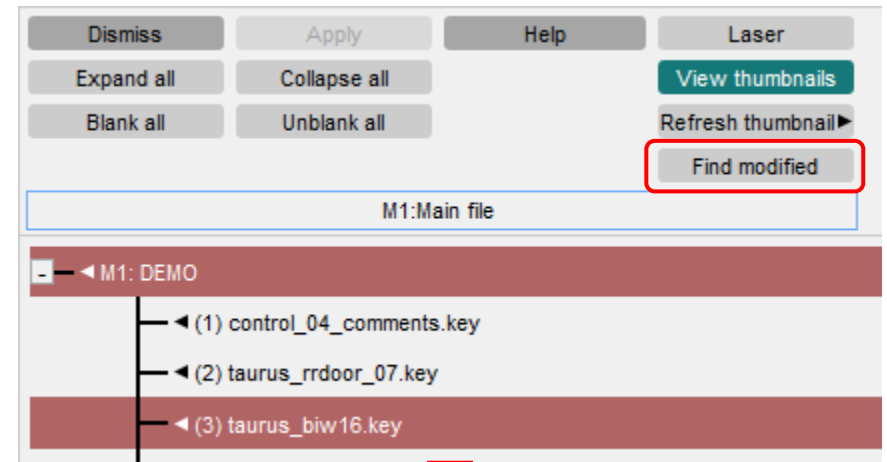 Dismiss Apply Help Laser
Expand all Collapse all View thumbnails
Blank all Unblank all Refresh thumbnail
Find modified
M1:Main file
- M1: DEMO
(1) control_04_comments.key
(2) taurus_rrdoor_07.key
(3) taurus_biw16.key